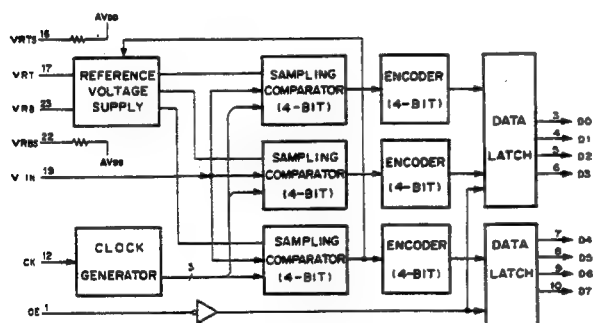 VRTS 16
AVDD
VRT 17
VRB 23
REFERENCE
VOLTAGE
SUPPLY
VRBS 22
AVDD
V IN 19
CK 12
CLOCK
GENERATOR
3
OE 1
SAMPLING
COMPARATOR
(4-BIT)
ENCODER
(4-BIT)
SAMPLING
COMPARATOR
(4-BIT)
ENCODER
(4-BIT)
SAMPLING
COMPARATOR
(4-BIT)
ENCODER
(4-BIT)
DATA
LATCH
3 D0
4 D1
5 D2
6 D3
DATA
LATCH
7 D4
8 D5
9 D6
10 D7